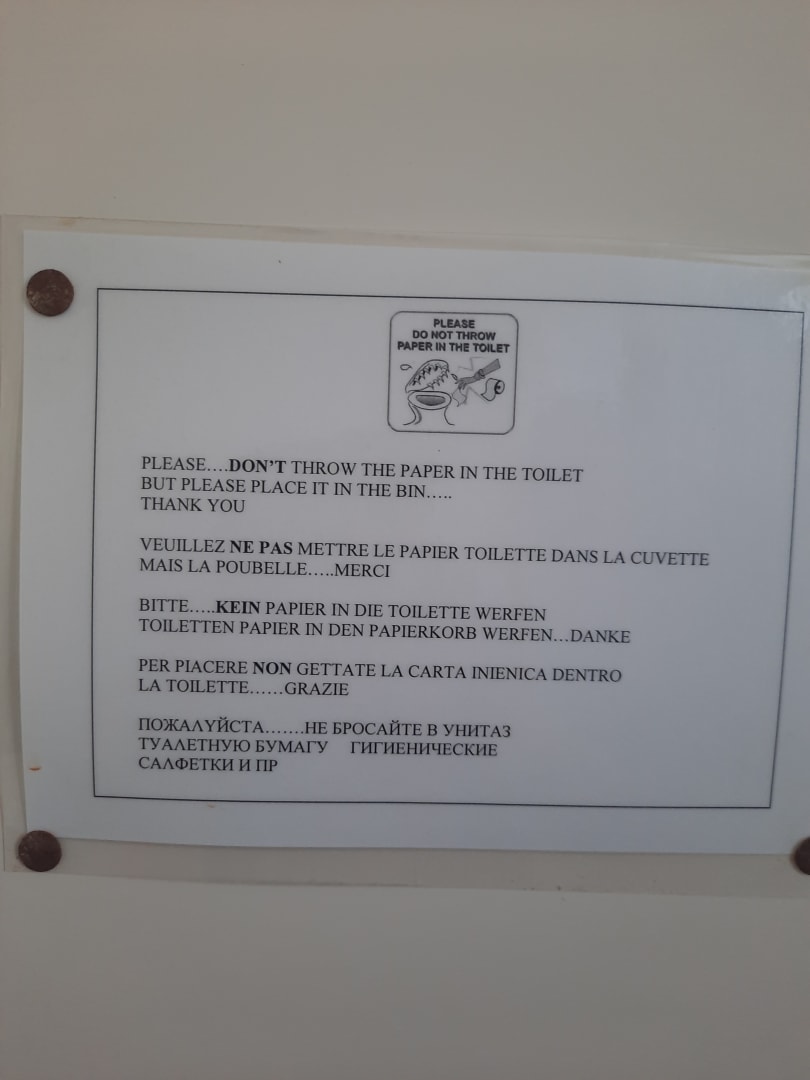 PLEASE
DO NOT THROW
PAPER IN THE TOILET
PLEASE....DON'T THROW THE PAPER IN THE TOILET
BUT PLEASE PLACE IT IN THE BIN.....
THANK YOU
VEUILLEZ NE PAS METTRE LE PAPIER TOILETTE DANS LA CUVETTE
MAIS LA POUBELLE.....MERCI
BITTE.....KEIN PAPIER IN DIE TOILETTE WERFEN
TOILETTEN PAPIER IN DEN PAPIERKORB WERFEN...DANKE
PER PIACERE NON GETTATE LA CARTA INIENICA DENTRO
LA TOILETTE......GRAZIE
ПОЖАΛΥЙСТА.......НЕ БРОСАЙТЕ В УНИТАЗ
ТУАΛЕТНУЮ БУМАГУ ГИГИЕНИЧЕСКИЕ
САΛФЕТКИ И ПР